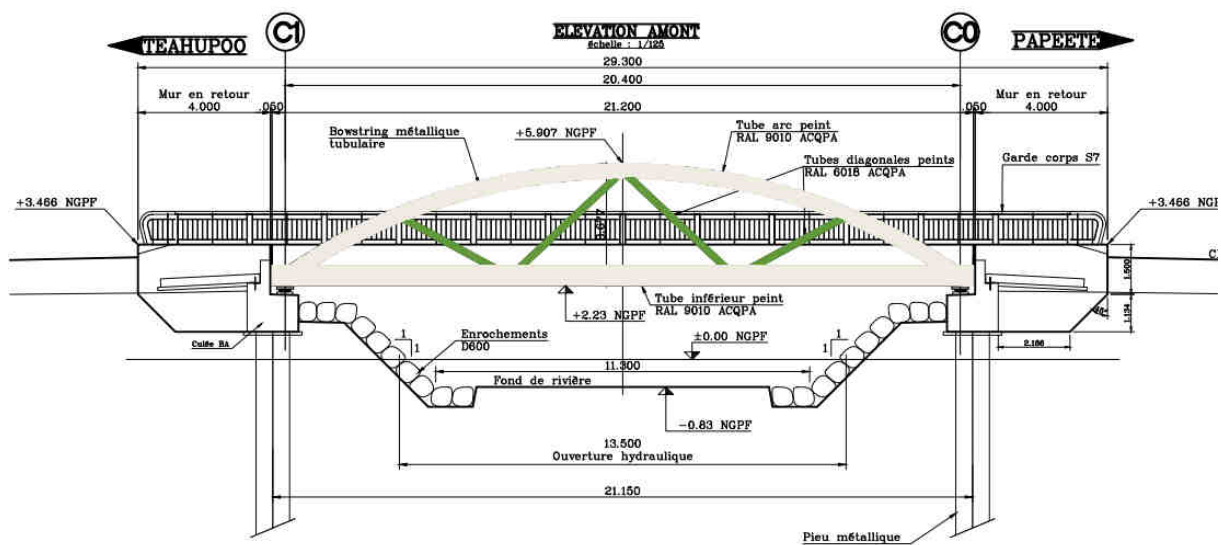 C1
ELEVATION AMONT
échelle : 1/125
C0
TEAHUPOO
PAPEETE
29.300
20.400
Mur en retour
4.000
.050
21.200
.050
Mur en retour
4.000
Bowstring métallique
tubulaire
+5.907 NGPF
Tube arc peint
RAL 9010 ACQPA
Tubes diagonales peints
RAL 6018 ACQPA
Garde corps S7
+3.466 NGPF
+3.466 NGP
1.500
1.134
2.166
Tube inférieur peint
RAL 9010 ACQPA
+2.23 NGPF
±0.00 NGPF
Culée BA
Enrochements
D600
1
1
1
1
11.300
Fond de rivière
-0.83 NGPF
13.500
Ouverture hydraulique
21.150
Pieu métallique